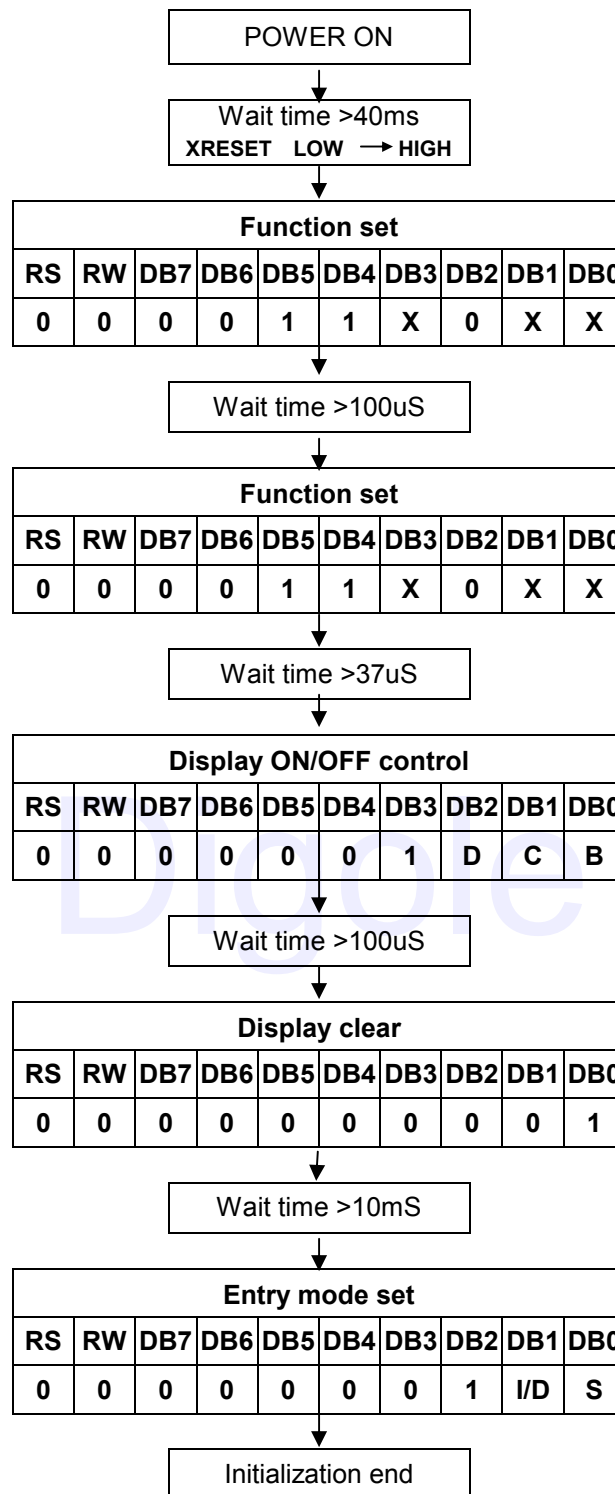 POWER ON
Wait time >40ms
XRESET LOW → HIGH
Function set
RS RW DB7 DB6 DB5 DB4 DB3 DB2 DB1 DB0
0 0 0 0 1 1 X 0 X X
Wait time >100uS
Function set
RS RW DB7 DB6 DB5 DB4 DB3 DB2 DB1 DB0
0 0 0 0 1 1 X 0 X X
Wait time >37uS
Display ON/OFF control
RS RW DB7 DB6 DB5 DB4 DB3 DB2 DB1 DB0
0 0 0 0 0 0 1 D C B
Digole
Wait time >100uS
Display clear
RS RW DB7 DB6 DB5 DB4 DB3 DB2 DB1 DB0
0 0 0 0 0 0 0 0 0 1
Wait time >10mS
Entry mode set
RS RW DB7 DB6 DB5 DB4 DB3 DB2 DB1 DB0
0 0 0 0 0 0 0 1 I/D S
Initialization end